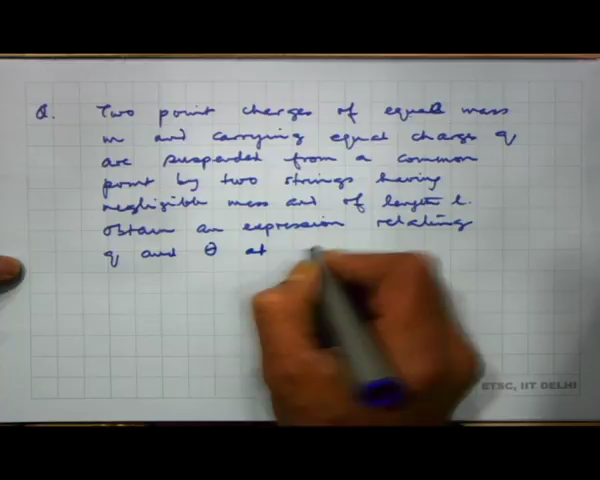 Q. Two point charges of equal mass
m and carrying equal charge q
are suspended from a common
point by two strings having
negligible mass and of length l.
obtain an expression relating
q and θ at
ETSC, IIT DELHI